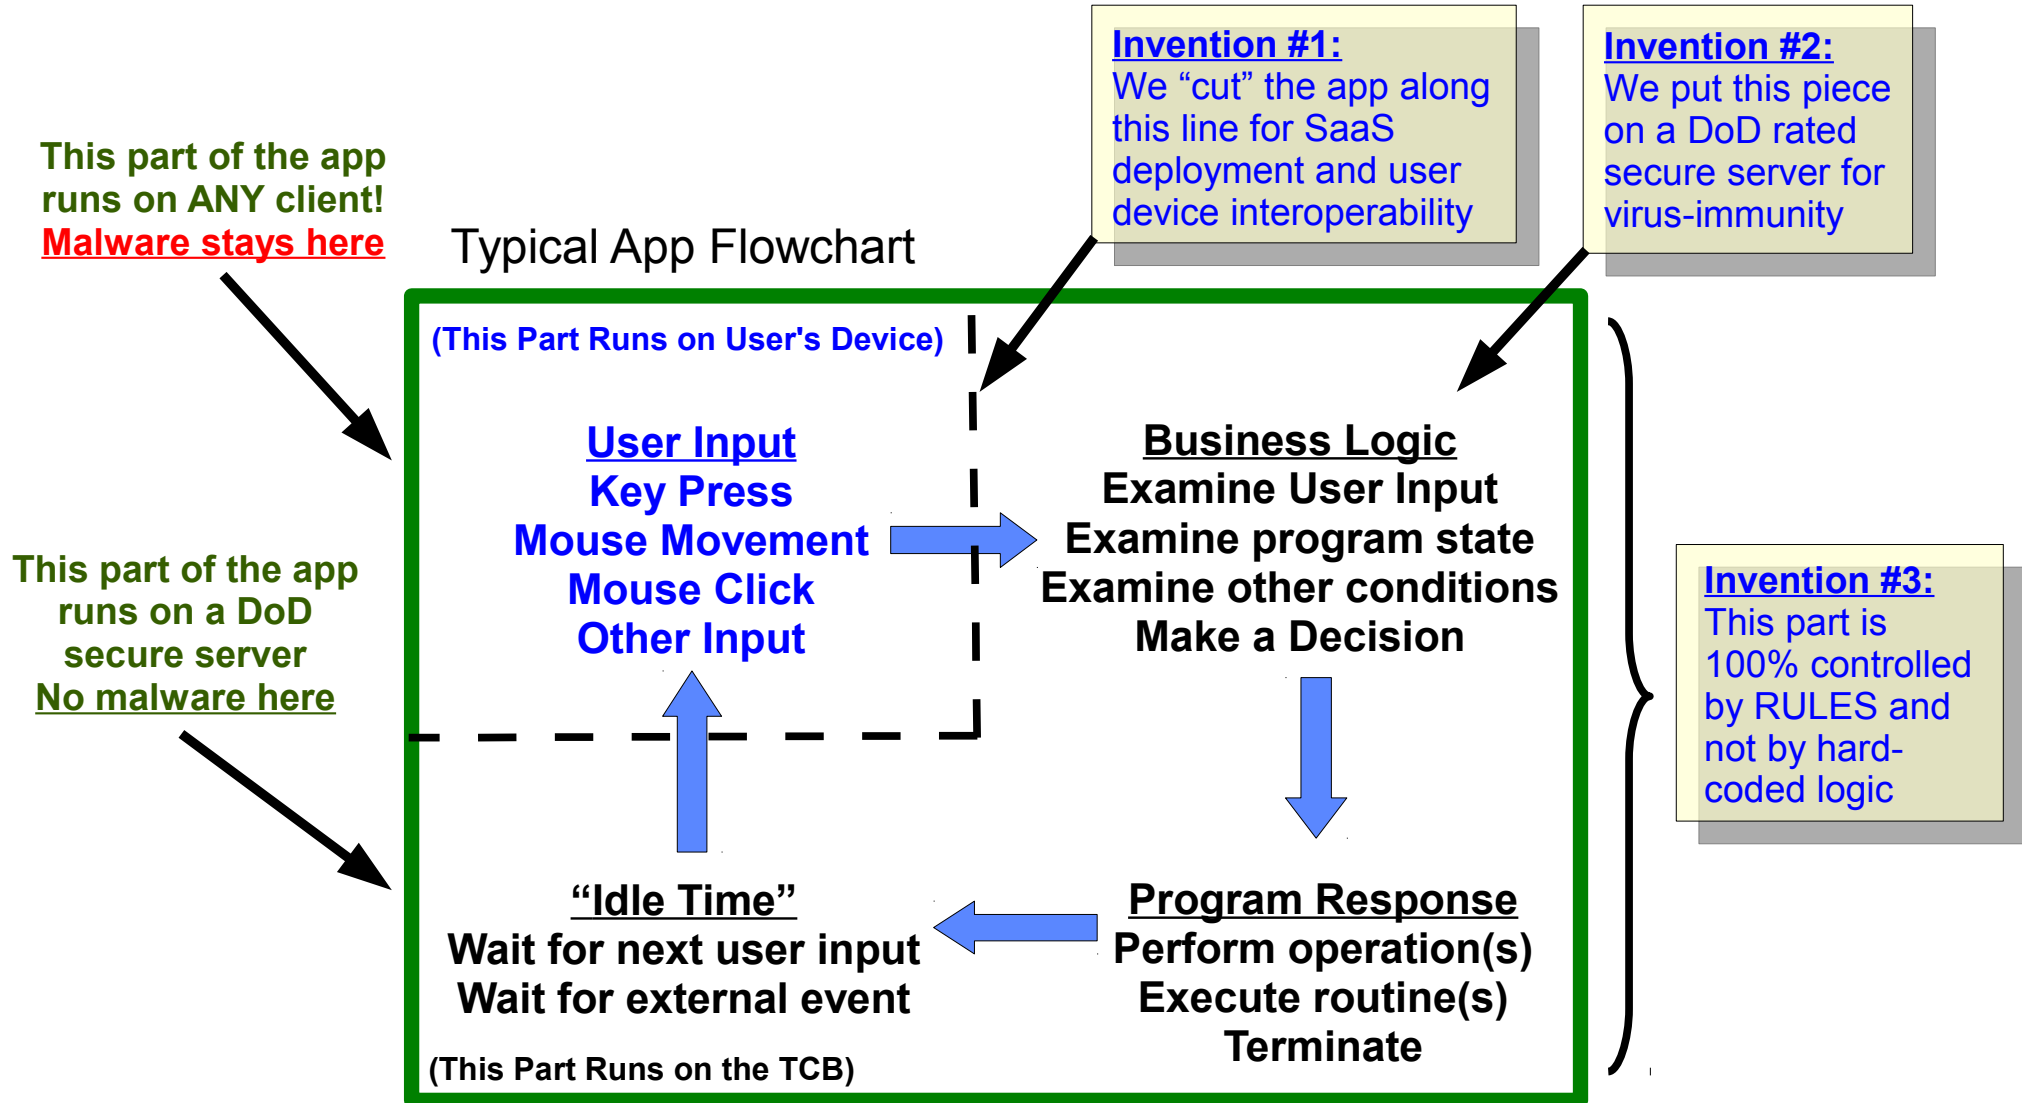 Invention #1:
We “cut” the app along
this line for SaaS
deployment and user
device interoperability
Invention #2:
We put this piece
on a DoD rated
secure server for
virus-immunity
This part of the app
runs on ANY client!
Malware stays here
Typical App Flowchart
(This Part Runs on User's Device)
User Input
Key Press
Mouse Movement
Mouse Click
Other Input
Business Logic
Examine User Input
Examine program state
Examine other conditions
Make a Decision
This part of the app
runs on a DoD
secure server
No malware here
Invention #3:
This part is
100% controlled
by RULES and
not by hard-
coded logic
“Idle Time”
Wait for next user input
Wait for external event
Program Response
Perform operation(s)
Execute routine(s)
Terminate
(This Part Runs on the TCB)